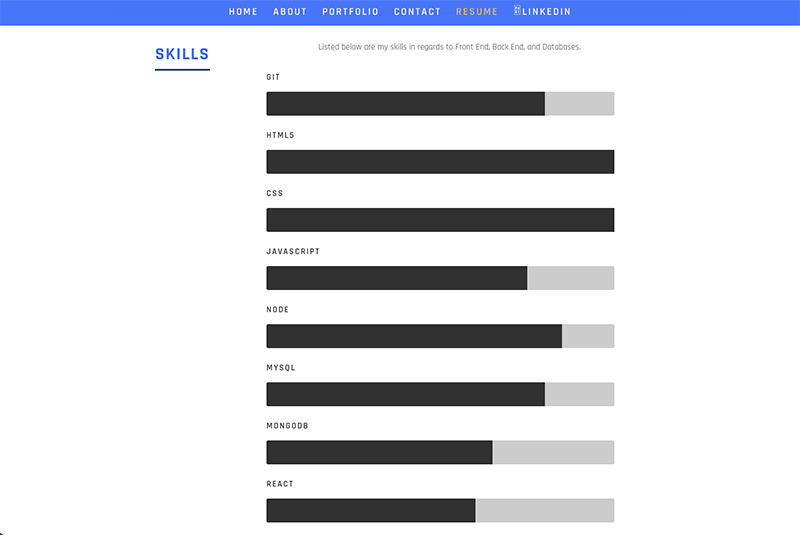 HOME ABOUT PORTFOLIO CONTACT RESUME LINKEDIN
SKILLS
Listed below are my skills in regards to Front End, Back End, and Databases.
GIT
HTML5
CSS
JAVASCRIPT
NODE
MYSQL
MONGODB
REACT